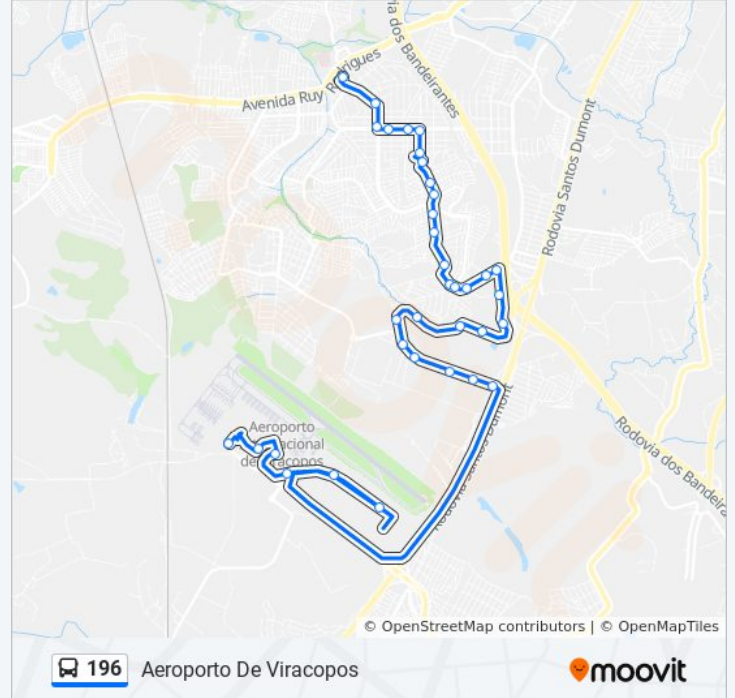 ia dos Bandeirantes
Avenida Ruy Rodrigues
Rodovia Santos Dumont
Aeroporto
acional
de Viracopos
Rodovia Santos Dumont
Rodovia dos Bandeira
© OpenStreetMap contributors | © OpenMapTiles
196 Aeroporto De Viracopos
moovit